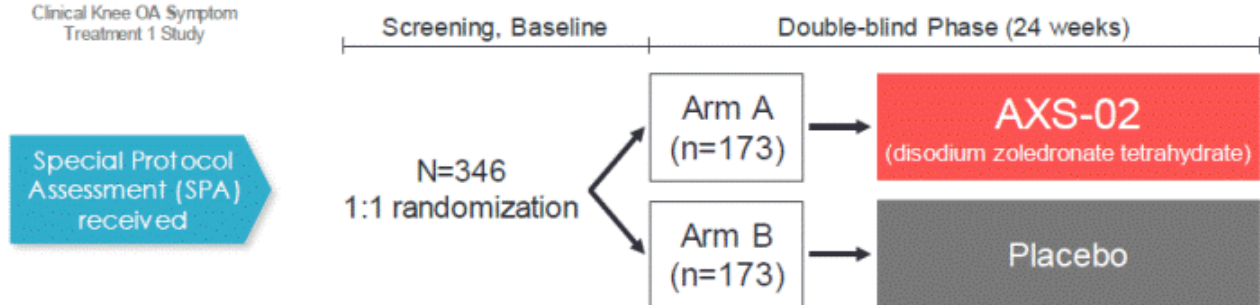 Clinical Knee OA Symptom
Treatment 1 Study
Screening, Baseline
Double-blind Phase (24 weeks)
Special Protocol
Assessment (SPA)
received
N=346
1:1 randomization
Arm A
(n=173)
AXS-02
(disodium zoledronate tetrahydrate)
Arm B
(n=173)
Placebo